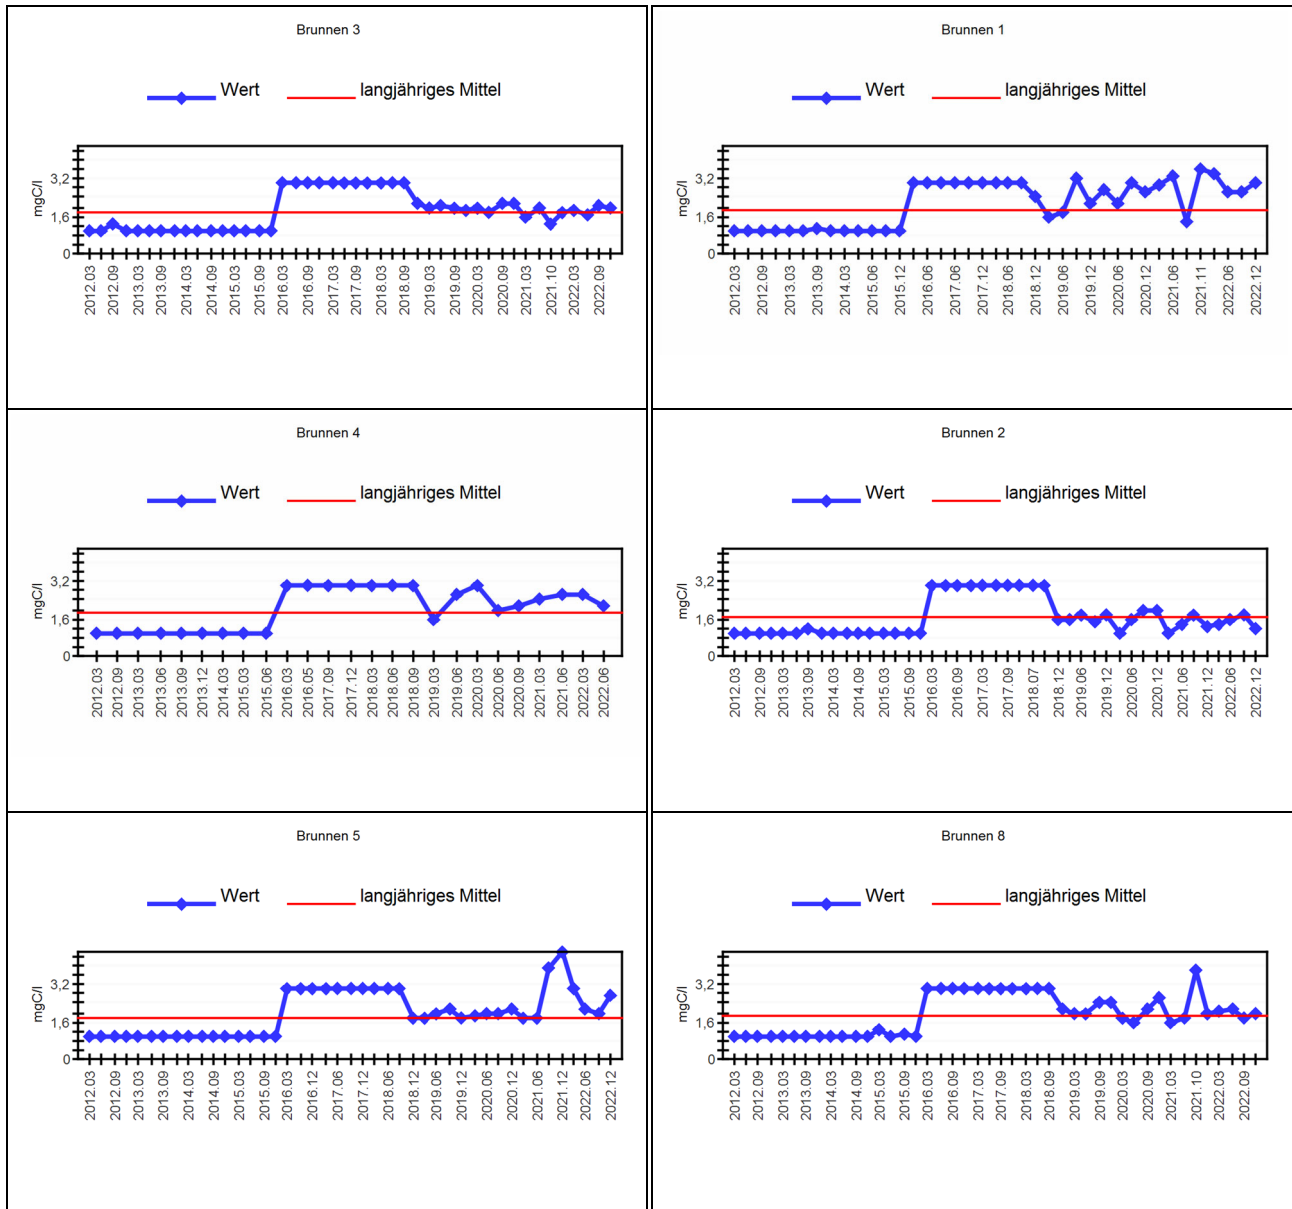 Brunnen 3
Wert langjähriges Mittel
mgC/l
3,2
1,6
0
2012.03 2012.09 2013.03 2013.09 2014.03 2014.09 2015.03 2015.09 2016.03 2016.09 2017.03 2017.09 2018.03 2018.09 2019.03 2019.09 2020.03 2020.09 2021.03 2021.10 2022.03 2022.09
Brunnen 1
Wert langjähriges Mittel
mgC/l
3,2
1,6
0
2012.03 2012.09 2013.03 2013.09 2014.03 2015.06 2015.12 2016.06 2017.06 2017.12 2018.06 2018.12 2019.06 2019.12 2020.06 2020.12 2021.06 2021.11 2022.06 2022.12
Brunnen 4
Wert langjähriges Mittel
mgC/l
3,2
1,6
0
2012.03 2012.09 2013.03 2013.06 2013.09 2013.12 2014.03 2015.03 2015.06 2016.03 2016.05 2017.09 2017.12 2018.03 2018.06 2018.09 2019.03 2019.06 2020.03 2020.06 2020.09 2021.03 2021.06 2021.12 2022.03 2022.06
Brunnen 2
Wert langjähriges Mittel
mgC/l
3,2
1,6
0
2012.03 2012.09 2013.03 2013.09 2014.03 2014.09 2015.03 2015.09 2016.03 2016.09 2017.03 2017.09 2018.07 2018.12 2019.06 2019.12 2020.06 2020.12 2021.06 2021.12 2022.06 2022.12
Brunnen 5
Wert langjähriges Mittel
mgC/l
3,2
1,6
0
2012.03 2012.09 2013.03 2013.09 2014.03 2014.09 2015.03 2015.09 2016.03 2016.12 2017.06 2017.12 2018.06 2018.12 2019.06 2019.12 2020.06 2020.12 2021.06 2021.12 2022.06 2022.12
Brunnen 8
Wert langjähriges Mittel
mgC/l
3,2
1,6
0
2012.03 2012.09 2013.03 2013.09 2014.03 2014.09 2015.03 2015.09 2016.03 2016.09 2017.03 2017.09 2018.03 2018.09 2019.03 2019.09 2020.03 2020.09 2021.03 2021.10 2022.03 2022.09